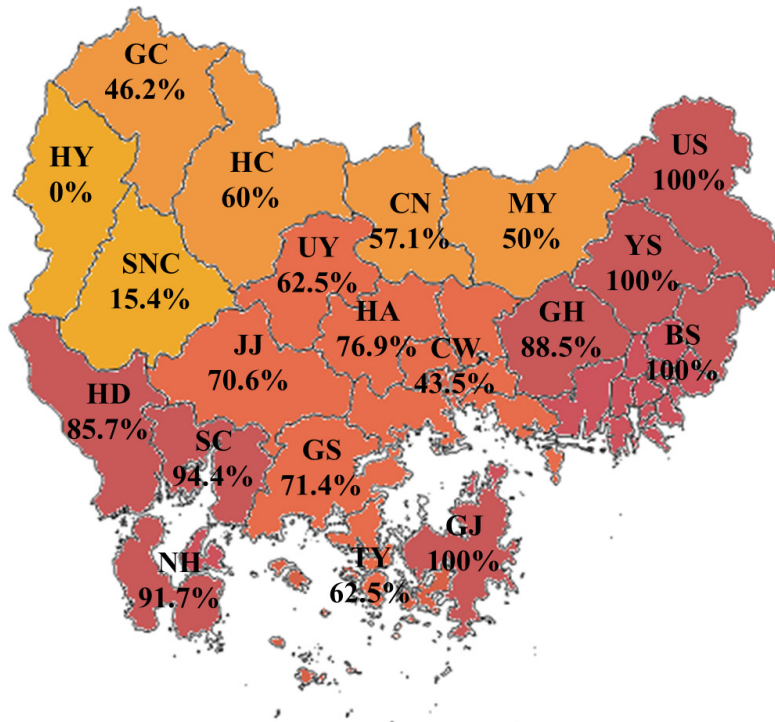 GC
46.2%
HY
0%
HC
60%
US
100%
CN
57.1%
MY
50%
YS
100%
SNC
15.4%
UY
62.5%
HA
76.9%
GH
88.5%
BS
100%
JJ
70.6%
CW
43.5%
HD
85.7%
SC
94.4%
GS
71.4%
GJ
100%
NH
91.7%
TY
62.5%